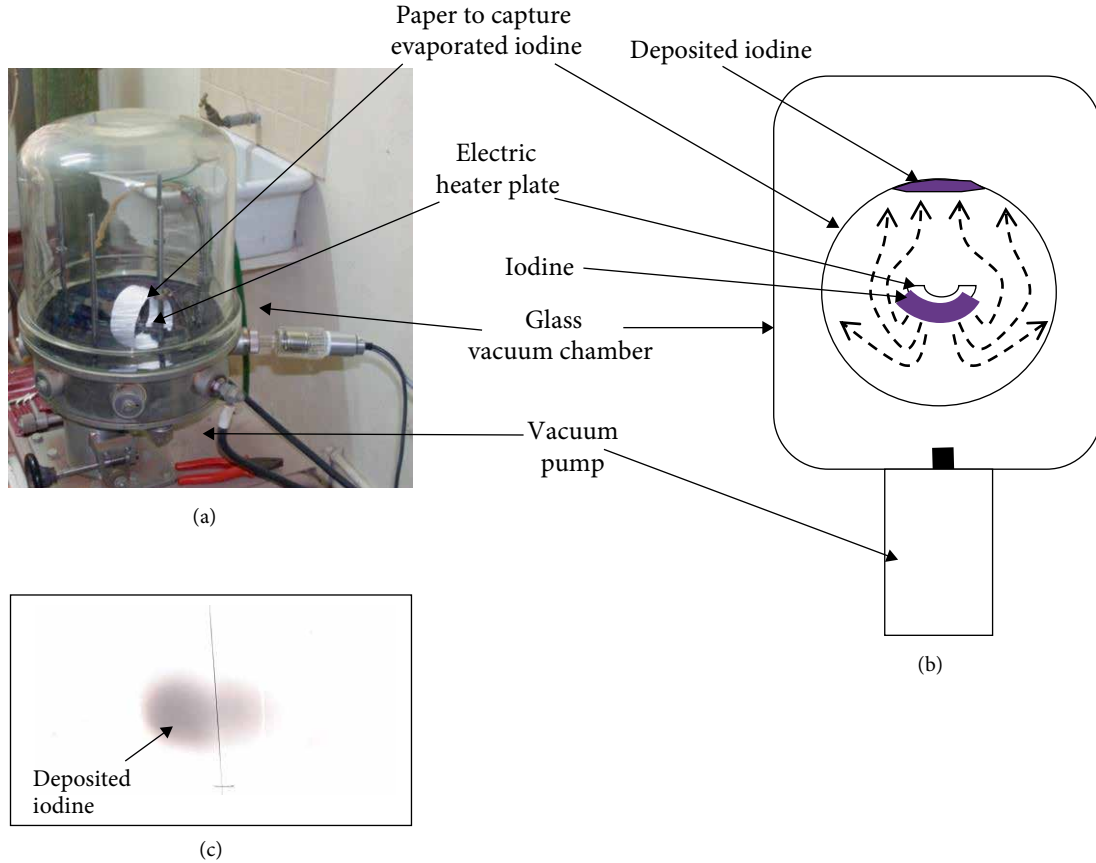 Paper to capture
evaporated iodine
Deposited iodine
Electric
heater plate
Iodine
Glass
vacuum chamber
Vacuum
pump
(a)
(b)
Deposited
iodine
(c)